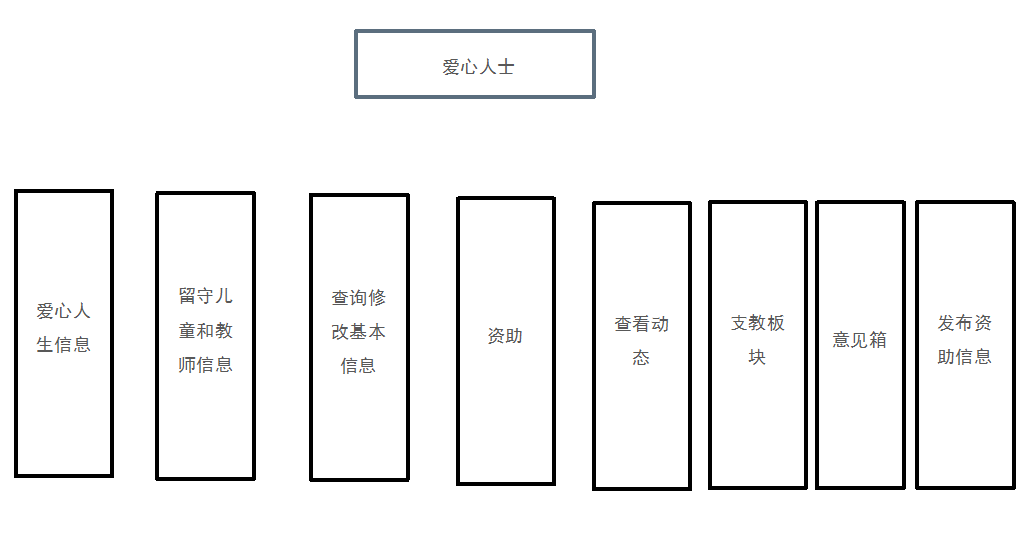 爱心人士
爱心人
生信息
留守儿
童和教
师信息
查询修
改基本
信息
资助
查看动
态
支教板
块
意见箱
发布资
助信息